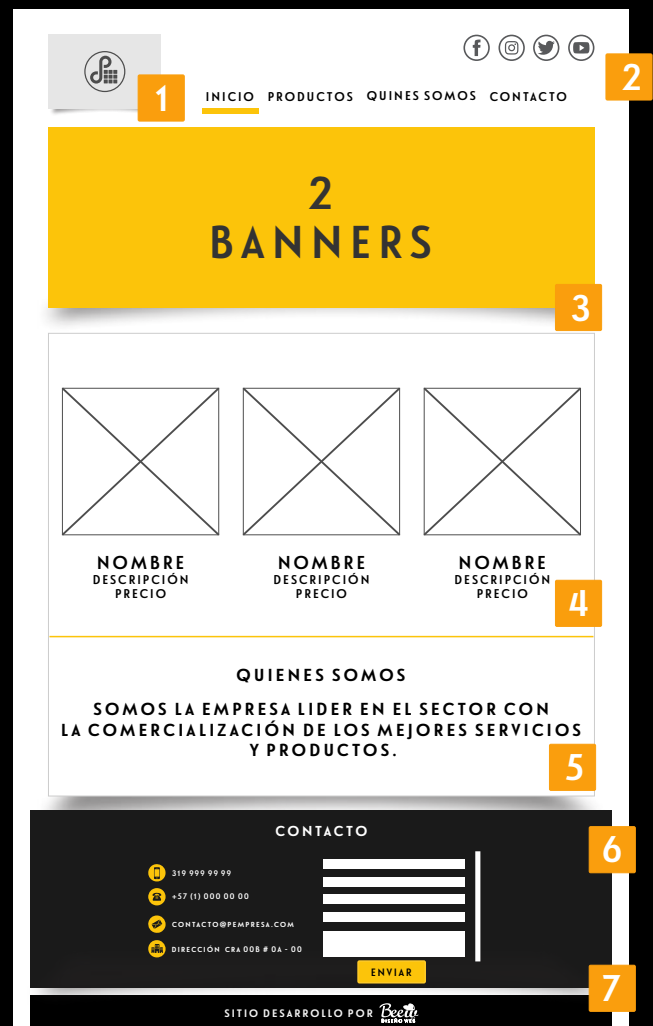 1
2
INICIO PRODUCTOS QUINES SOMOS CONTACTO
2
BANNERS
3
NOMBRE NOMBRE NOMBRE
DESCRIPCIÓN DESCRIPCIÓN DESCRIPCIÓN
PRECIO PRECIO PRECIO
4
QUIENES SOMOS
SOMOS LA EMPRESA LIDER EN EL SECTOR CON
LA COMERCIALIZACIÓN DE LOS MEJORES SERVICIOS
Y PRODUCTOS.
5
CONTACTO
6
319 999 99 99
+57 (1) 000 00 00
CONTACTO@PEMPRESA.COM
DIRECCIÓN CRA 00B # 0A - 00
ENVIAR
7
SITIO DESARROLLO POR
DISEÑO WEB